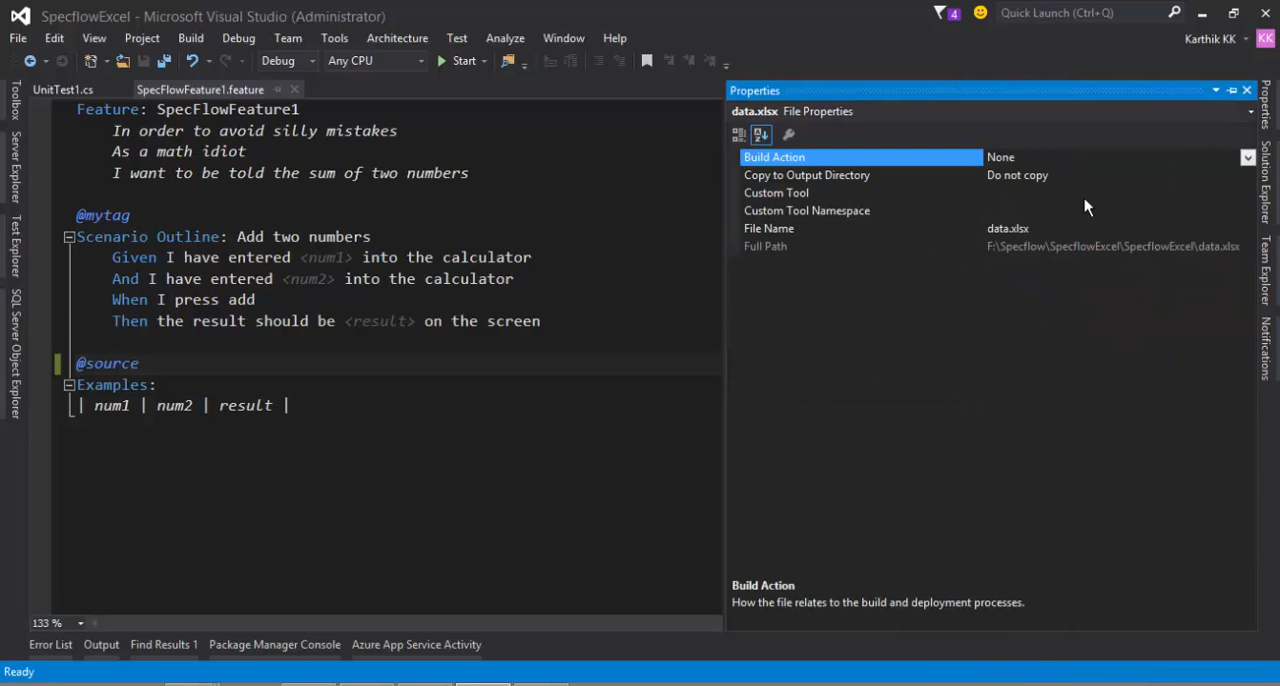 SpecflowExcel - Microsoft Visual Studio (Administrator)
4
Quick Launch (Ctrl+Q)
File Edit View Project Build Debug Team Tools Architecture Test Analyze Window Help
Karthik KK
KK
Debug Any CPU Start
UnitTest1.cs SpecFlowFeature1.feature
Toolbox
Server Explorer
Test Explorer
SQL Server Object Explorer
Feature: SpecFlowFeature1
In order to avoid silly mistakes
As a math idiot
I want to be told the sum of two numbers
@mytag
Scenario Outline: Add two numbers
Given I have entered <num1> into the calculator
And I have entered <num2> into the calculator
When I press add
Then the result should be <result> on the screen
@source
Examples:
| num1 | num2 | result |
133 %
Properties
data.xlsx File Properties
Build Action None
Copy to Output Directory Do not copy
Custom Tool
Custom Tool Namespace
File Name data.xlsx
Full Path F:\Specflow\SpecflowExcel\SpecflowExcel\data.xlsx
Build Action
How the file relates to the build and deployment processes.
Properties
Solution Explorer
Team Explorer
Notifications
Error List Output Find Results 1 Package Manager Console Azure App Service Activity
Ready